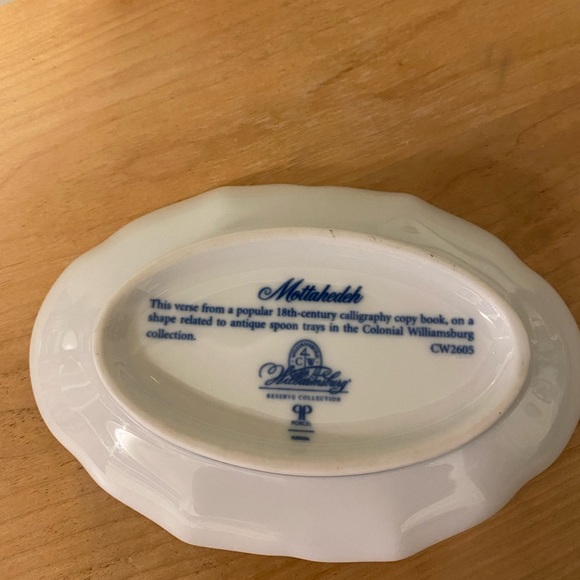 Mottahedeh
This verse from a popular 18th-century calligraphy copy book, on a
shape related to antique spoon trays in the Colonial Williamsburg
collection.
CW2605
Williamsburg
RESERVE COLLECTION